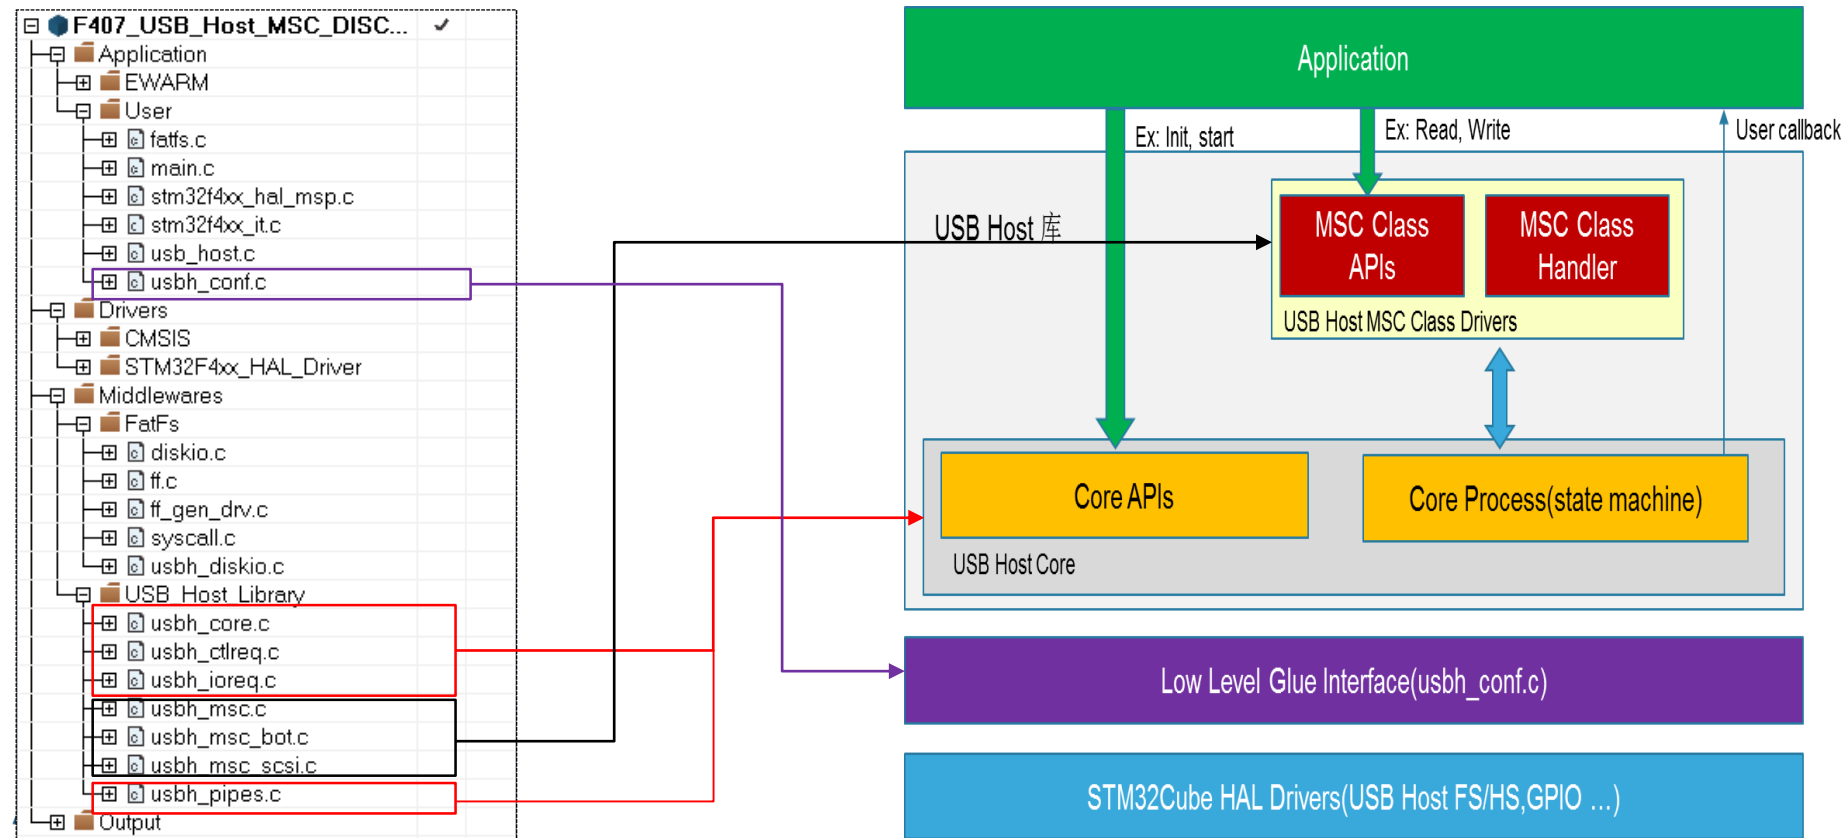 F407_USB_Host_MSC_DISC...
Application
EWARM
User
fatfs.c
main.c
stm32f4xx_hal_msp.c
stm32f4xx_it.c
usb_host.c
usbh_conf.c
Drivers
CMSIS
STM32F4xx_HAL_Driver
Middlewares
FatFs
diskio.c
ff.c
ff_gen_drv.c
syscall.c
usbh_diskio.c
USB_Host_Library
usbh_core.c
usbh_ctlreq.c
usbh_ioreq.c
usbh_msc.c
usbh_msc_bot.c
usbh_msc_scsi.c
usbh_pipes.c
Output
Application
Ex: Init, start
Ex: Read, Write
User callback
USB Host 库
MSC Class
APIs
MSC Class
Handler
USB Host MSC Class Drivers
Core APIs
Core Process(state machine)
USB Host Core
Low Level Glue Interface(usbh_conf.c)
STM32Cube HAL Drivers(USB Host FS/HS,GPIO ...)